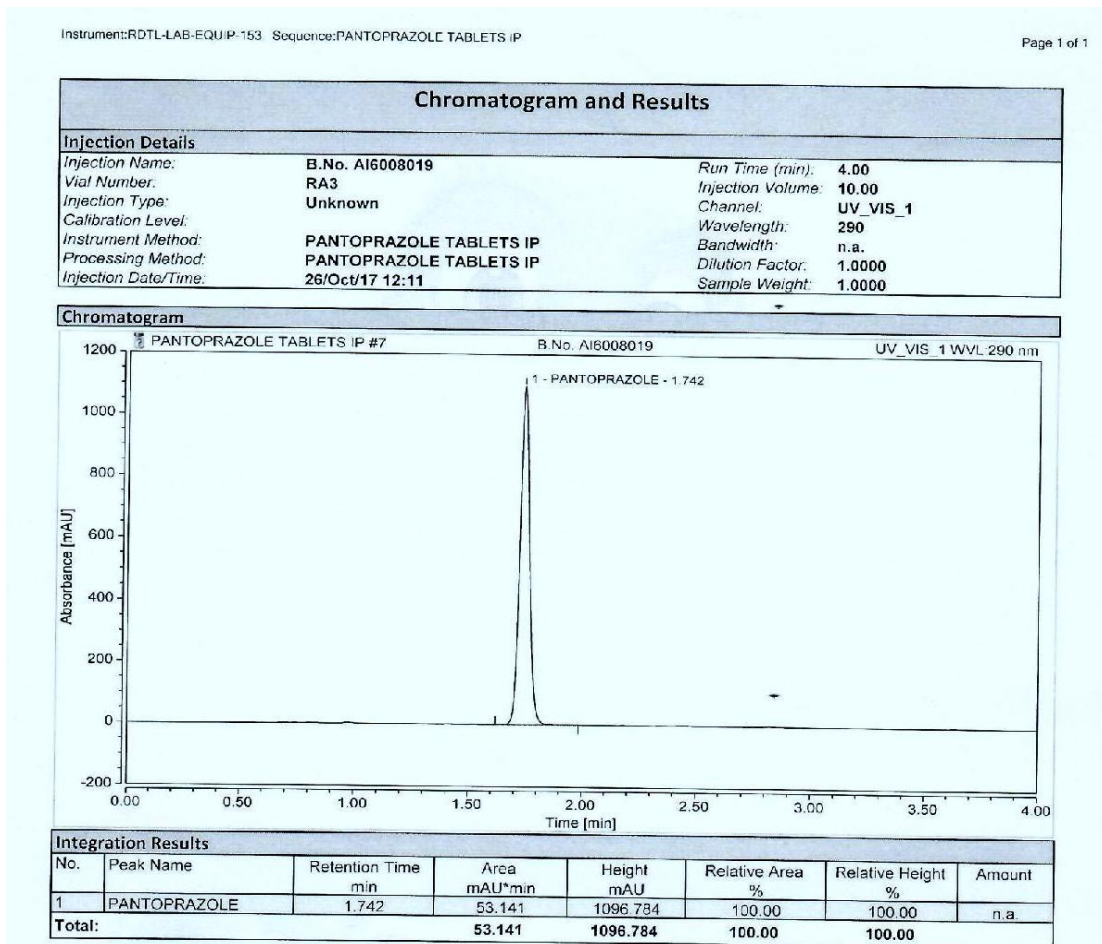 Instrument:RDTL-LAB-EQUIP-153 Sequence:PANTOPRAZOLE TABLETS IP
Page 1 of 1
Chromatogram and Results
Injection Details
Injection Name: B.No. AI6008019 Run Time (min): 4.00
Vial Number: RA3 Injection Volume: 10.00
Injection Type: Unknown Channel: UV_VIS_1
Calibration Level: Wavelength: 290
Instrument Method: PANTOPRAZOLE TABLETS IP Bandwidth: n.a.
Processing Method: PANTOPRAZOLE TABLETS IP Dilution Factor: 1.0000
Injection Date/Time: 26/Oct/17 12:11 Sample Weight: 1.0000
Chromatogram
PANTOPRAZOLE TABLETS IP #7 B.No. AI6008019 UV_VIS_1 WVL:290 nm
1 - PANTOPRAZOLE - 1.742
1200
1000
800
600
400
200
0
-200
Absorbance [mAU]
0.00 0.50 1.00 1.50 2.00 2.50 3.00 3.50 4.00
Time [min]
Integration Results
No. Peak Name Retention Time Area Height Relative Area Relative Height Amount
min mAU*min mAU % %
1 PANTOPRAZOLE 1.742 53.141 1096.784 100.00 100.00 n.a.
Total: 53.141 1096.784 100.00 100.00